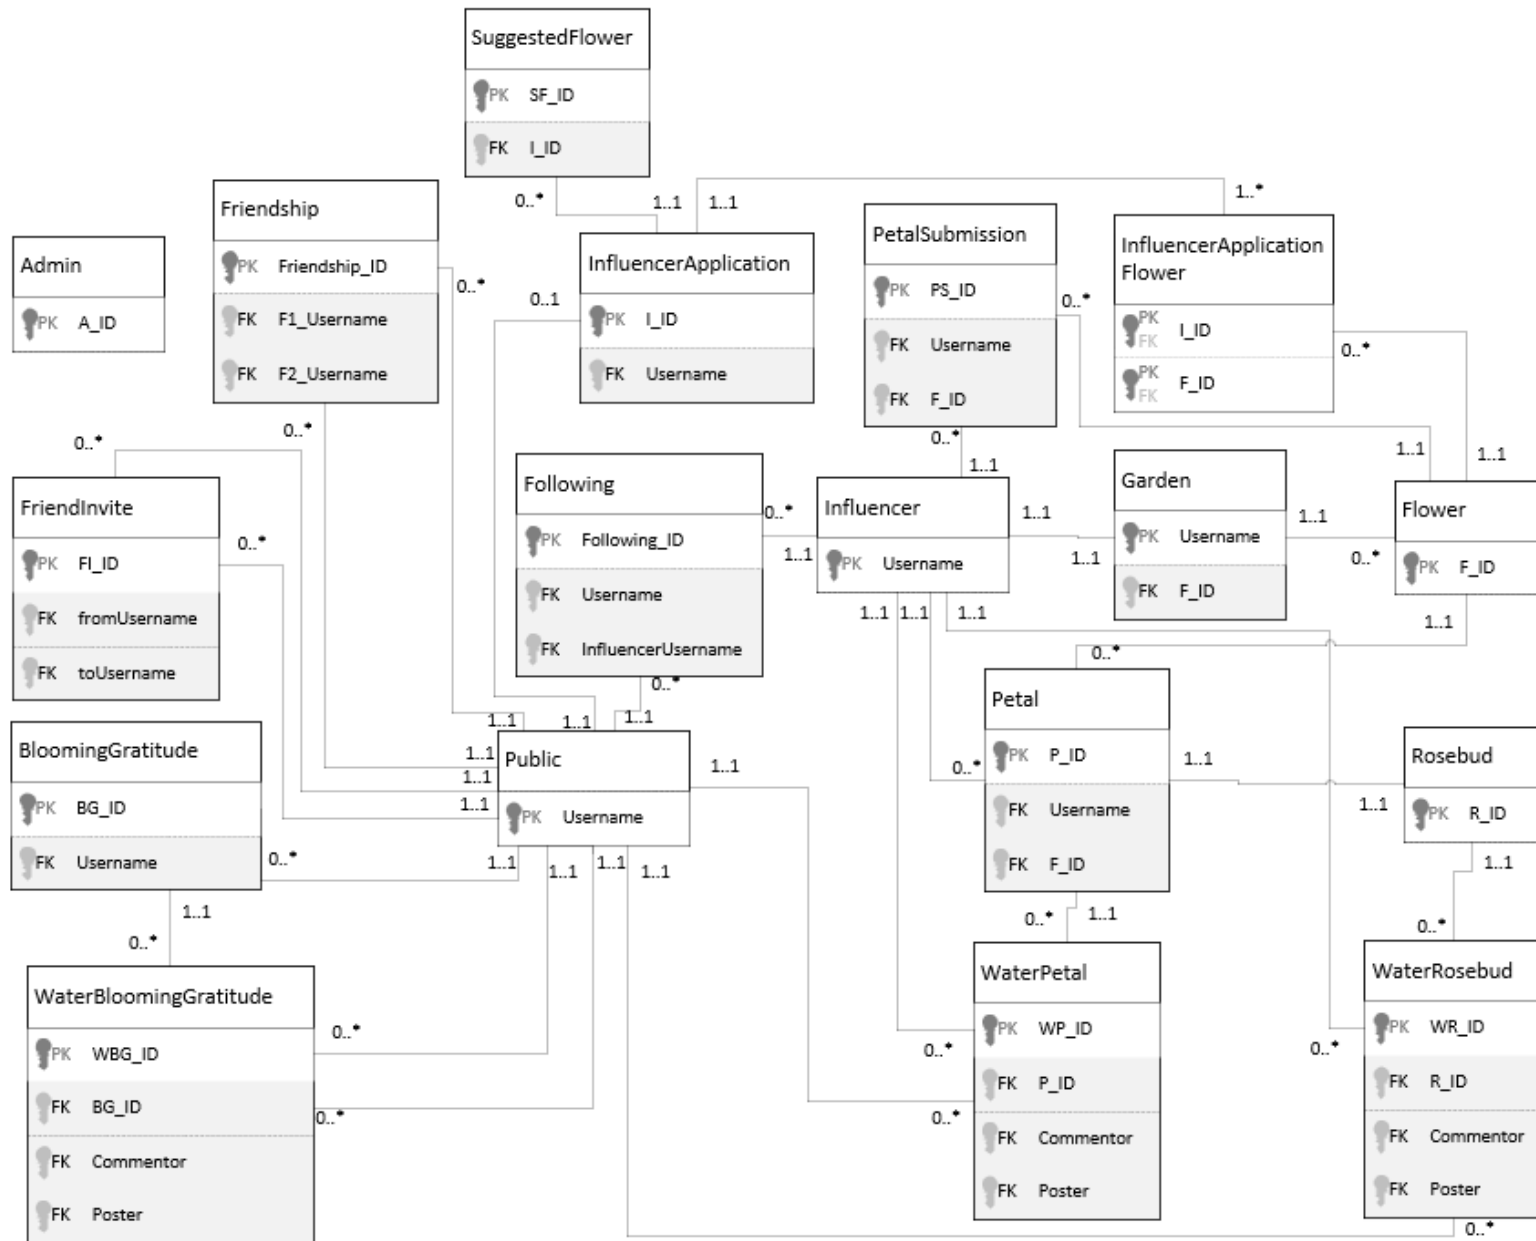 SuggestedFlower
PK SF_ID
FK I_ID
0..*
1..1
1..1
1..*
Friendship
PK Friendship_ID
FK F1_Username
FK F2_Username
0..*
0..*
Admin
PK A_ID
InfluencerApplication
PK I_ID
FK Username
0..1
PetalSubmission
PK PS_ID
FK Username
FK F_ID
0..*
0..*
1..1
InfluencerApplication
Flower
PK
FK I_ID
PK
FK F_ID
0..*
1..1
1..1
0..*
FriendInvite
PK FI_ID
FK fromUsername
FK toUsername
0..*
Following
PK Following_ID
FK Username
FK InfluencerUsername
0..*
1..1
0..*
Influencer
PK Username
1..1
1..1
1..1
1..1
1..1
Garden
PK Username
FK F_ID
1..1
0..*
Flower
PK F_ID
1..1
0..*
BloomingGratitude
PK BG_ID
FK Username
0..*
1..1
0..*
Public
PK Username
1..1
1..1
1..1
1..1
1..1
1..1
1..1
1..1
1..1
1..1
1..1
Petal
PK P_ID
FK Username
FK F_ID
0..*
1..1
1..1
0..*
1..1
Rosebud
PK R_ID
1..1
0..*
WaterBloomingGratitude
PK WBG_ID
FK BG_ID
FK Commentor
FK Poster
0..*
0..*
WaterPetal
PK WP_ID
FK P_ID
FK Commentor
FK Poster
0..*
0..*
WaterRosebud
PK WR_ID
FK R_ID
FK Commentor
FK Poster
0..*
0..*